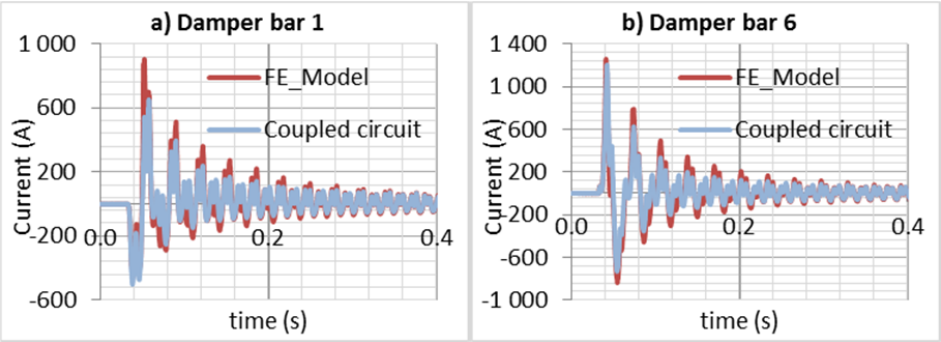 a) Damper bar 1
1 000
600
200
-200
-600
Current (A)
0.0
0.2
0.4
time (s)
FE_Model
Coupled circuit
b) Damper bar 6
1 400
1 000
600
200
-200
-600
-1 000
Current (A)
0.0
0.2
0.4
time (s)
FE_Model
Coupled circuit